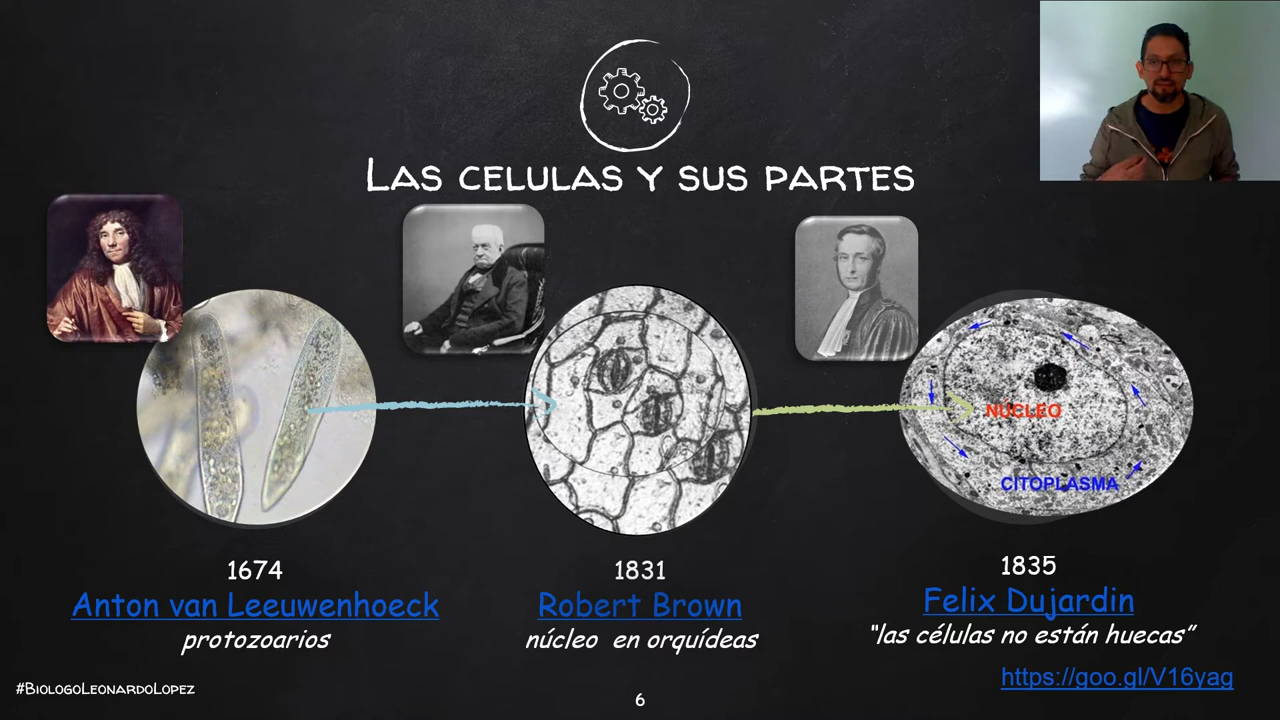 LAS CELULAS Y SUS PARTES
NÚCLEO
CITOPLASMA
1674
Anton van Leeuwenhoeck
protozoarios
1831
Robert Brown
núcleo en orquídeas
1835
Felix Dujardin
"las células no están huecas"
https://goo.gl/V16yag
#BIOLOGOLEONARDOLOPEZ
6